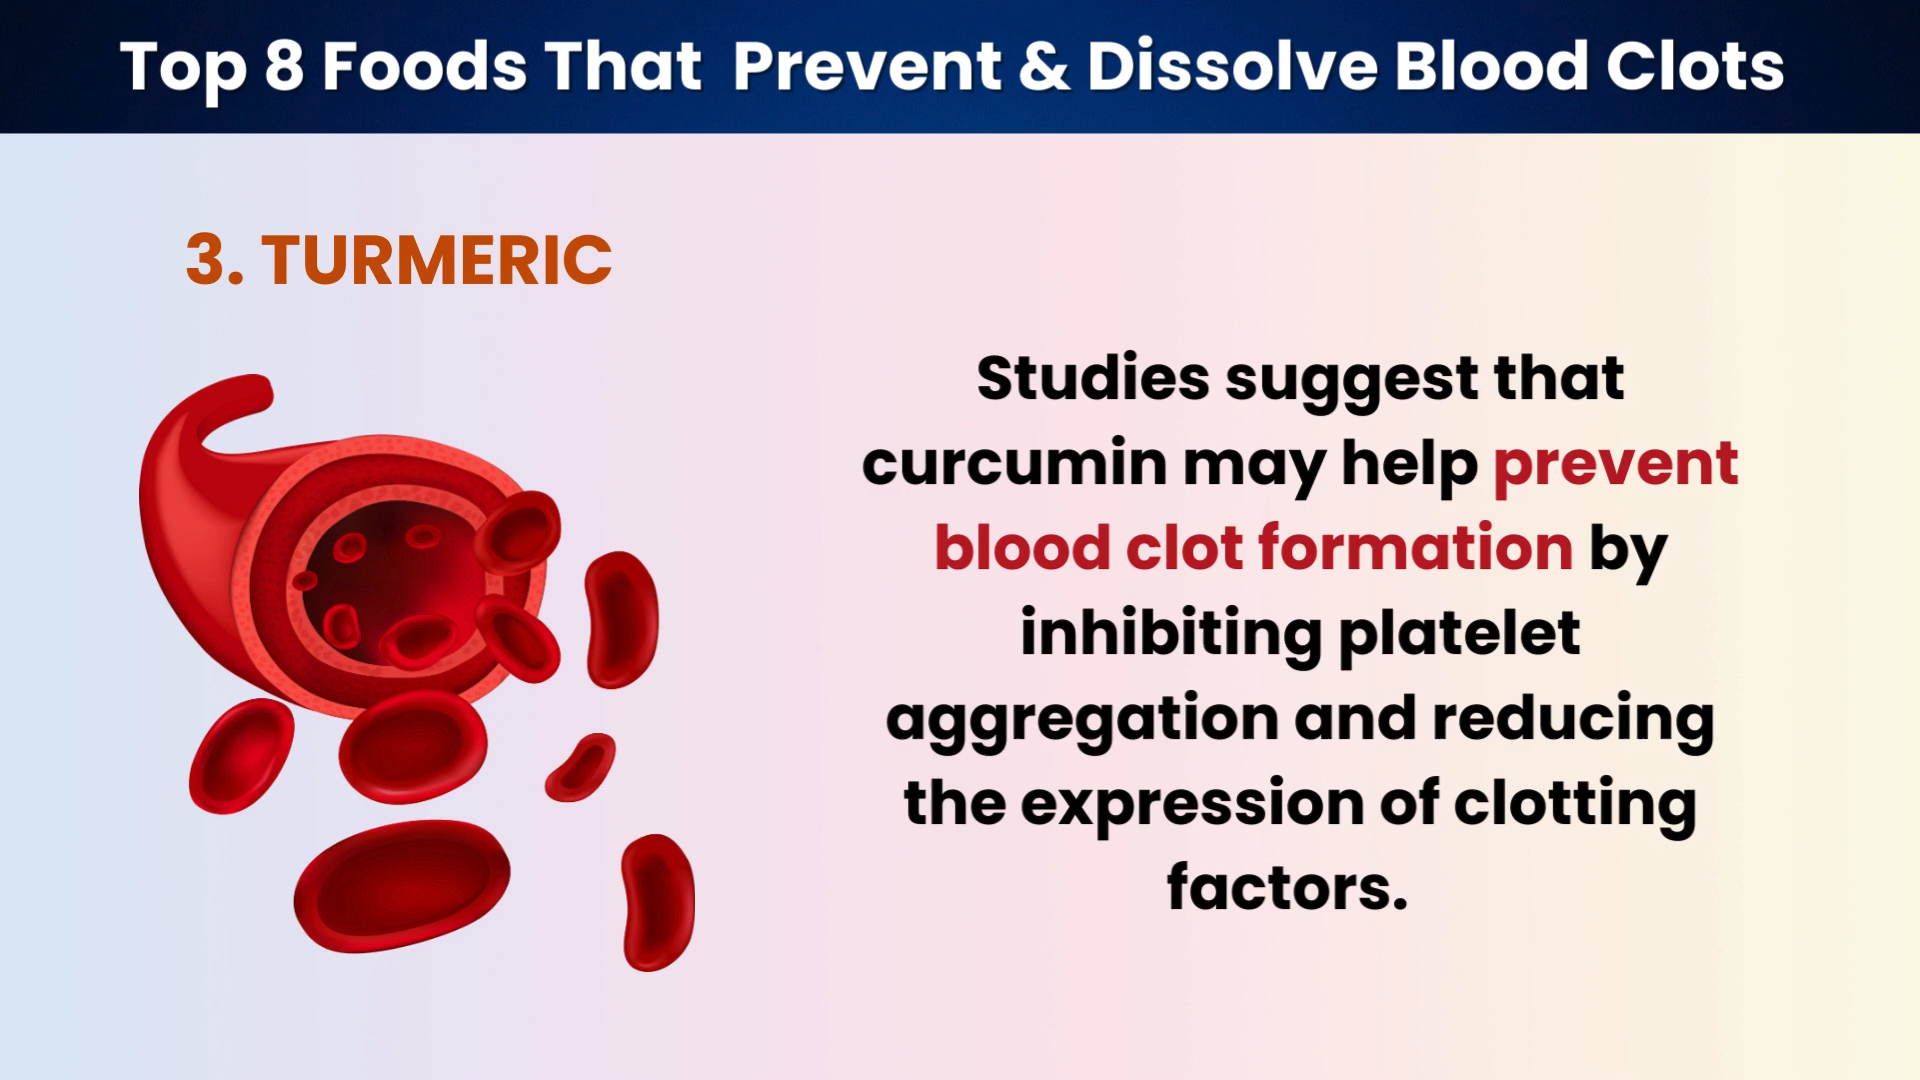 Top 8 Foods That  Prevent & Dissolve Blood Clots
3. TURMERIC
Studies suggest that
curcumin may help prevent
blood clot formation by
inhibiting platelet
aggregation and reducing
the expression of clotting
factors.